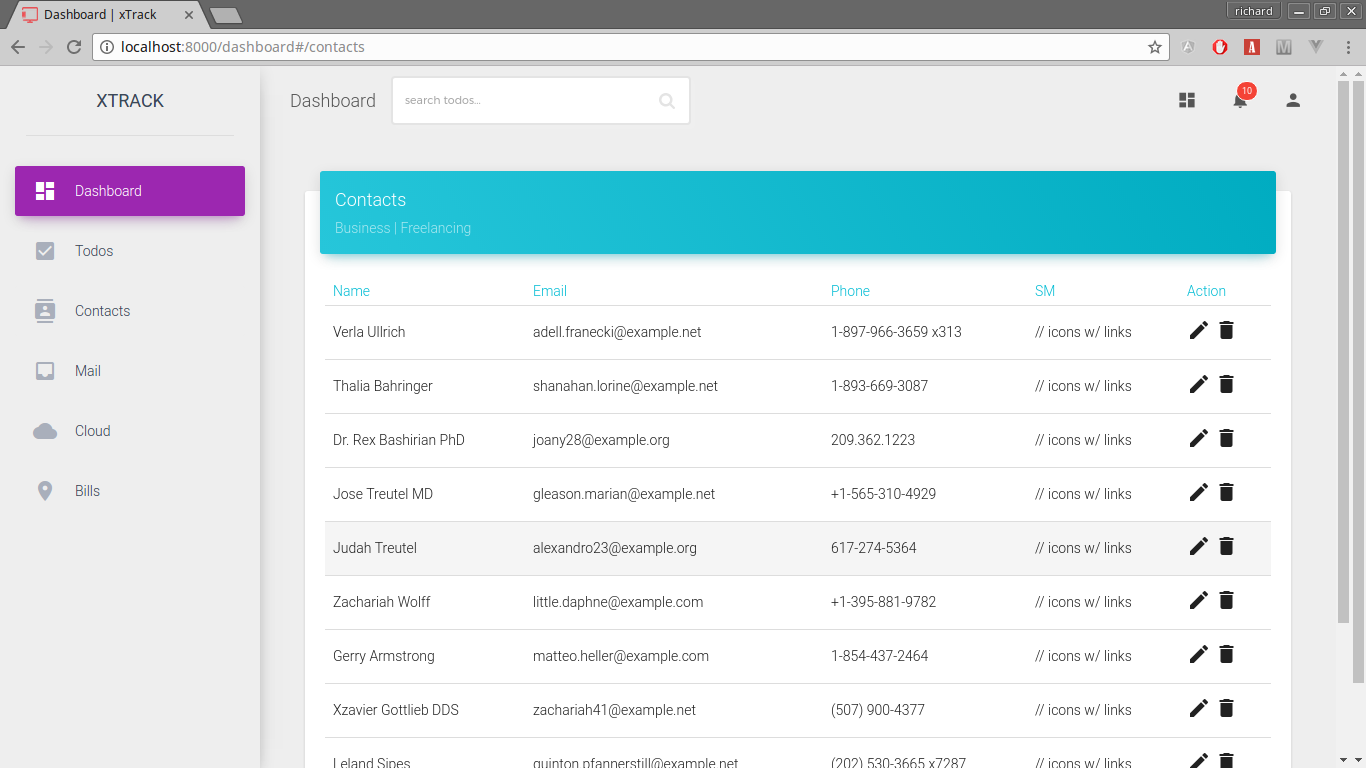 Dashboard | xTrack
richard
localhost:8000/dashboard#/contacts
XTRACK
Dashboard
search todos...
10
Dashboard
Todos
Contacts
Mail
Cloud
Bills
Contacts
Business | Freelancing
Name Email Phone SM Action
Verla Ullrich adell.franecki@example.net 1-897-966-3659 x313 // icons w/ links
Thalia Bahringer shanahan.lorine@example.net 1-893-669-3087 // icons w/ links
Dr. Rex Bashirian PhD joany28@example.org 209.362.1223 // icons w/ links
Jose Treutel MD gleason.marian@example.net +1-565-310-4929 // icons w/ links
Judah Treutel alexandro23@example.org 617-274-5364 // icons w/ links
Zachariah Wolff little.daphne@example.com +1-395-881-9782 // icons w/ links
Gerry Armstrong matteo.heller@example.com 1-854-437-2464 // icons w/ links
Xzavier Gottlieb DDS zachariah41@example.net (507) 900-4377 // icons w/ links
Leland Sipes quinton.pfannerstill@example.net (202) 530-3665 x7287 // icons w/ links